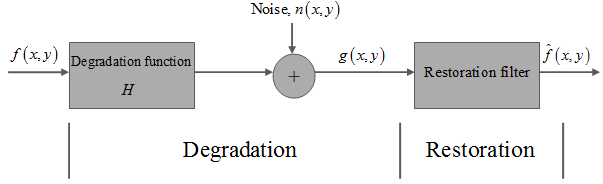 Noise, n(x,y)
f(x,y)
Degradation function
H
+
g(x,y)
Restoration filter
f̂(x,y)
Degradation
Restoration